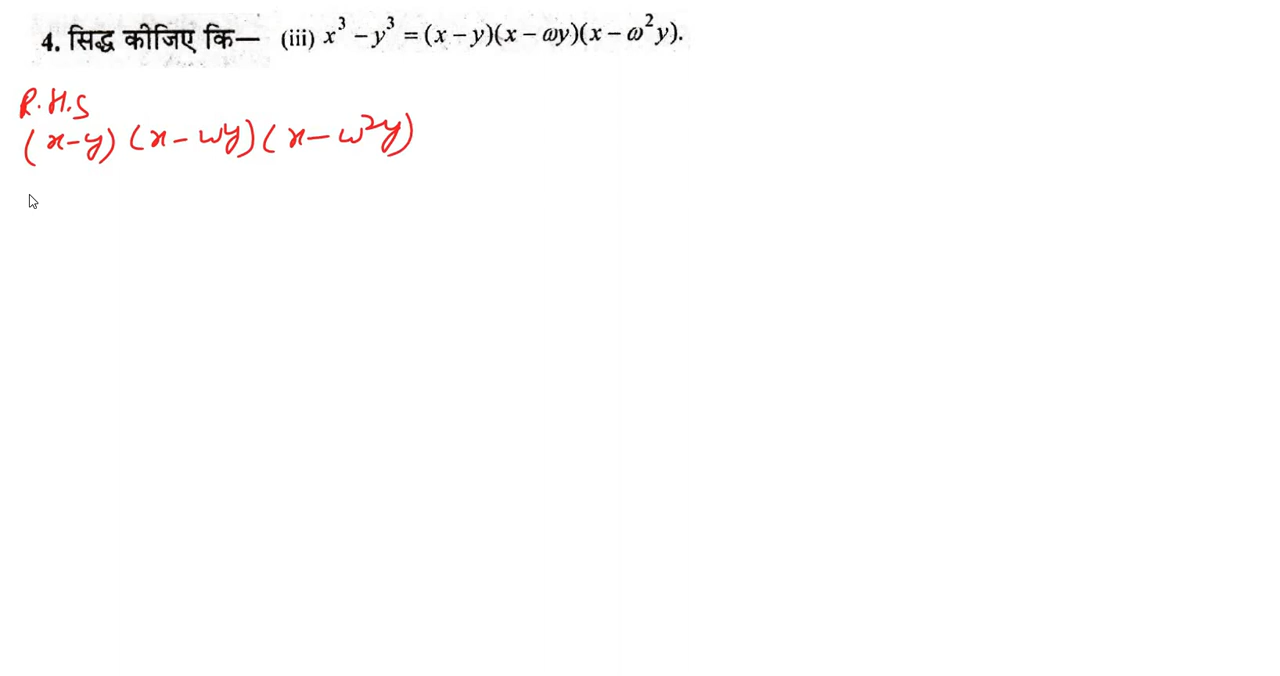 4. सिद्ध कीजिए कि— (iii) x³ − y³ = (x − y)(x − ωy)(x − ω²y).
R.H.S
(x−y) (x− ωy) (x− ω²y)